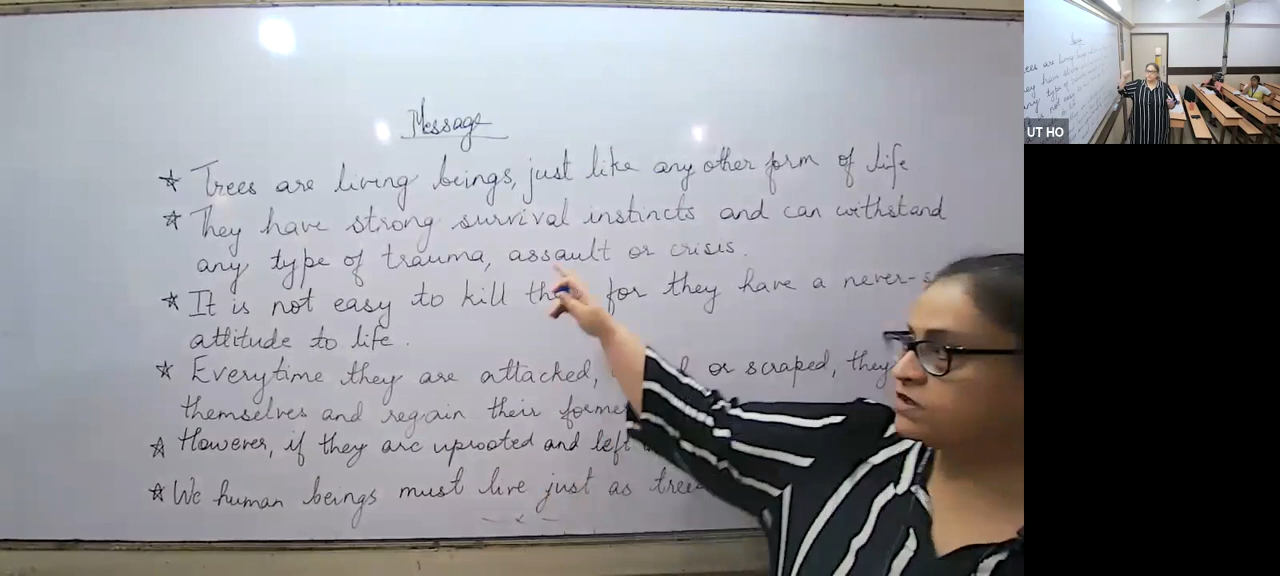 Message
☆ Trees are living beings, just like any other form of life
☆ They have strong survival instincts and can withstand
any type of trauma, assault or crisis.
☆ It is not easy to kill for they have a never-
attitude to life.
☆ Everytime they are attacked, or scraped, they
themselves and regain their
☆ However, if they are uprooted and left
☆ We human beings must live just as
UT HO